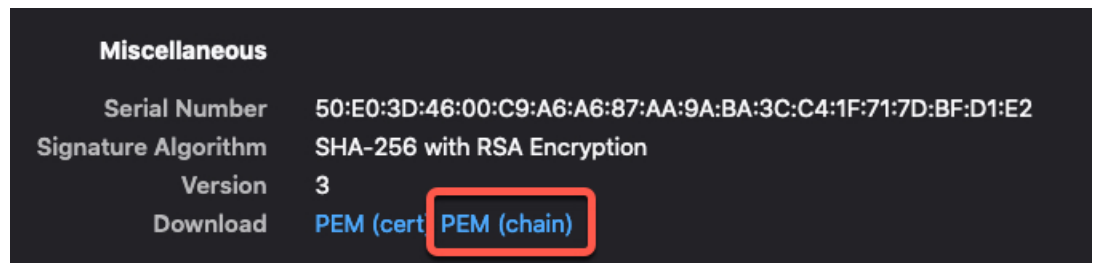 Miscellaneous
Serial Number 50:E0:3D:46:00:C9:A6:A6:87:AA:9A:BA:3C:C4:1F:71:7D:BF:D1:E2
Signature Algorithm SHA-256 with RSA Encryption
Version 3
Download PEM (cert) PEM (chain)